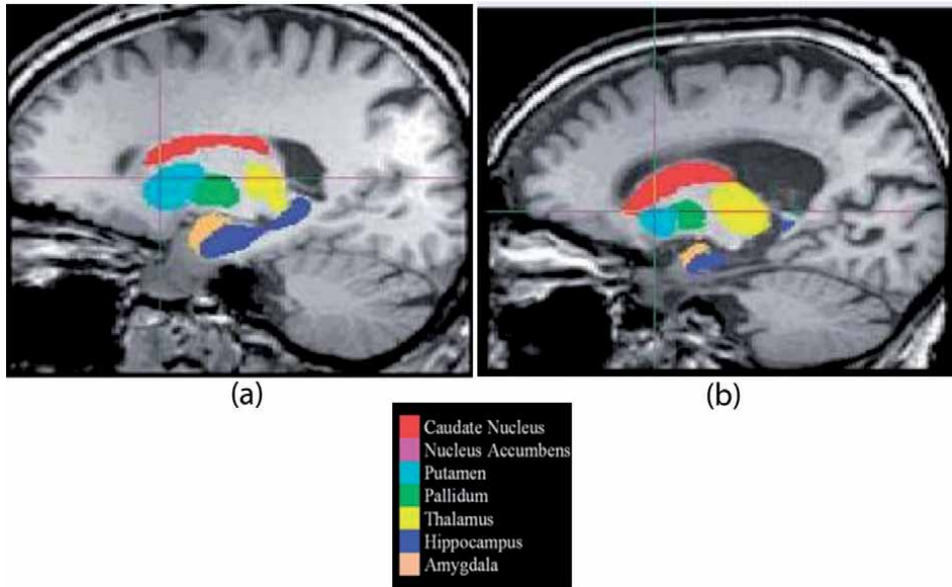 (a)
(b)
Caudate Nucleus
Nucleus Accumbens
Putamen
Pallidum
Thalamus
Hippocampus
Amygdala